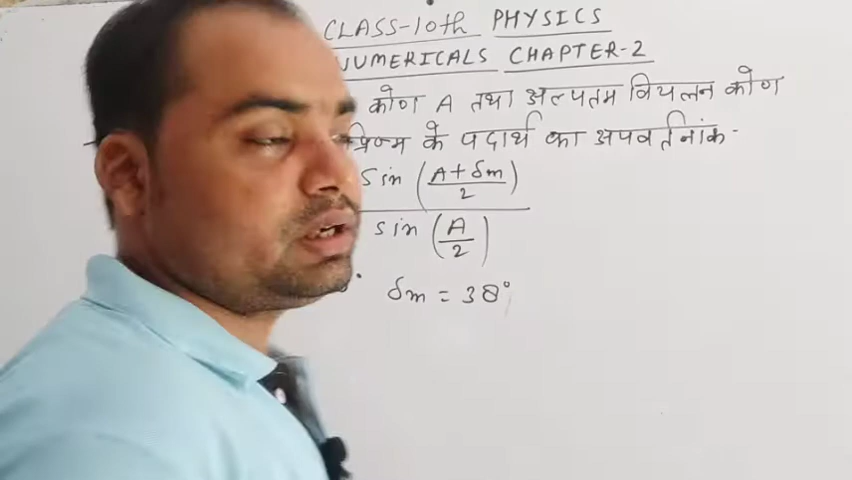 CLASS-10th PHYSICS
NUMERICALS CHAPTER-2
कोण A तथा अल्पतम विचलन कोण
प्रिज्म के पदार्थ का अपवर्तनांक
Sin (A+δm/2)
sin (A/2)
δm = 38°